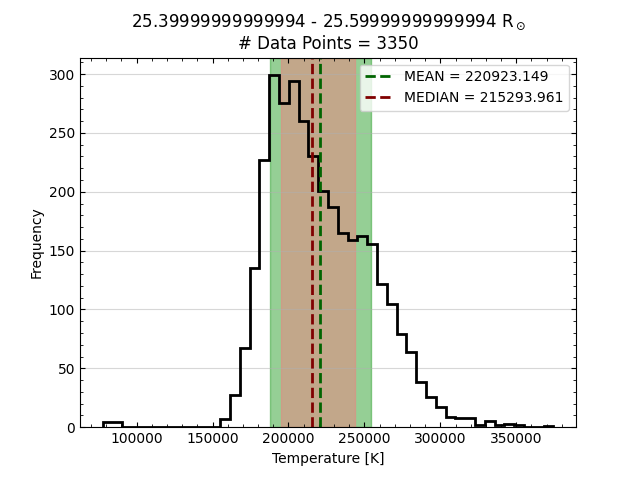 25.39999999999994 - 25.59999999999994 R⊙
# Data Points = 3350
MEAN = 220923.149
MEDIAN = 215293.961
300
250
200
150
100
50
0
Frequency
100000 150000 200000 250000 300000 350000
Temperature [K]